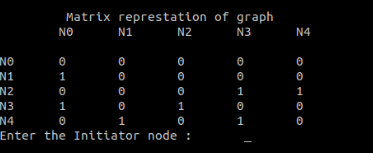 Matrix represtation of graph
N0 N1 N2 N3 N4
N0 0 0 0 0 0
N1 1 0 0 0 0
N2 0 0 0 1 1
N3 1 0 1 0 0
N4 0 1 0 1 0
Enter the Initiator node : _